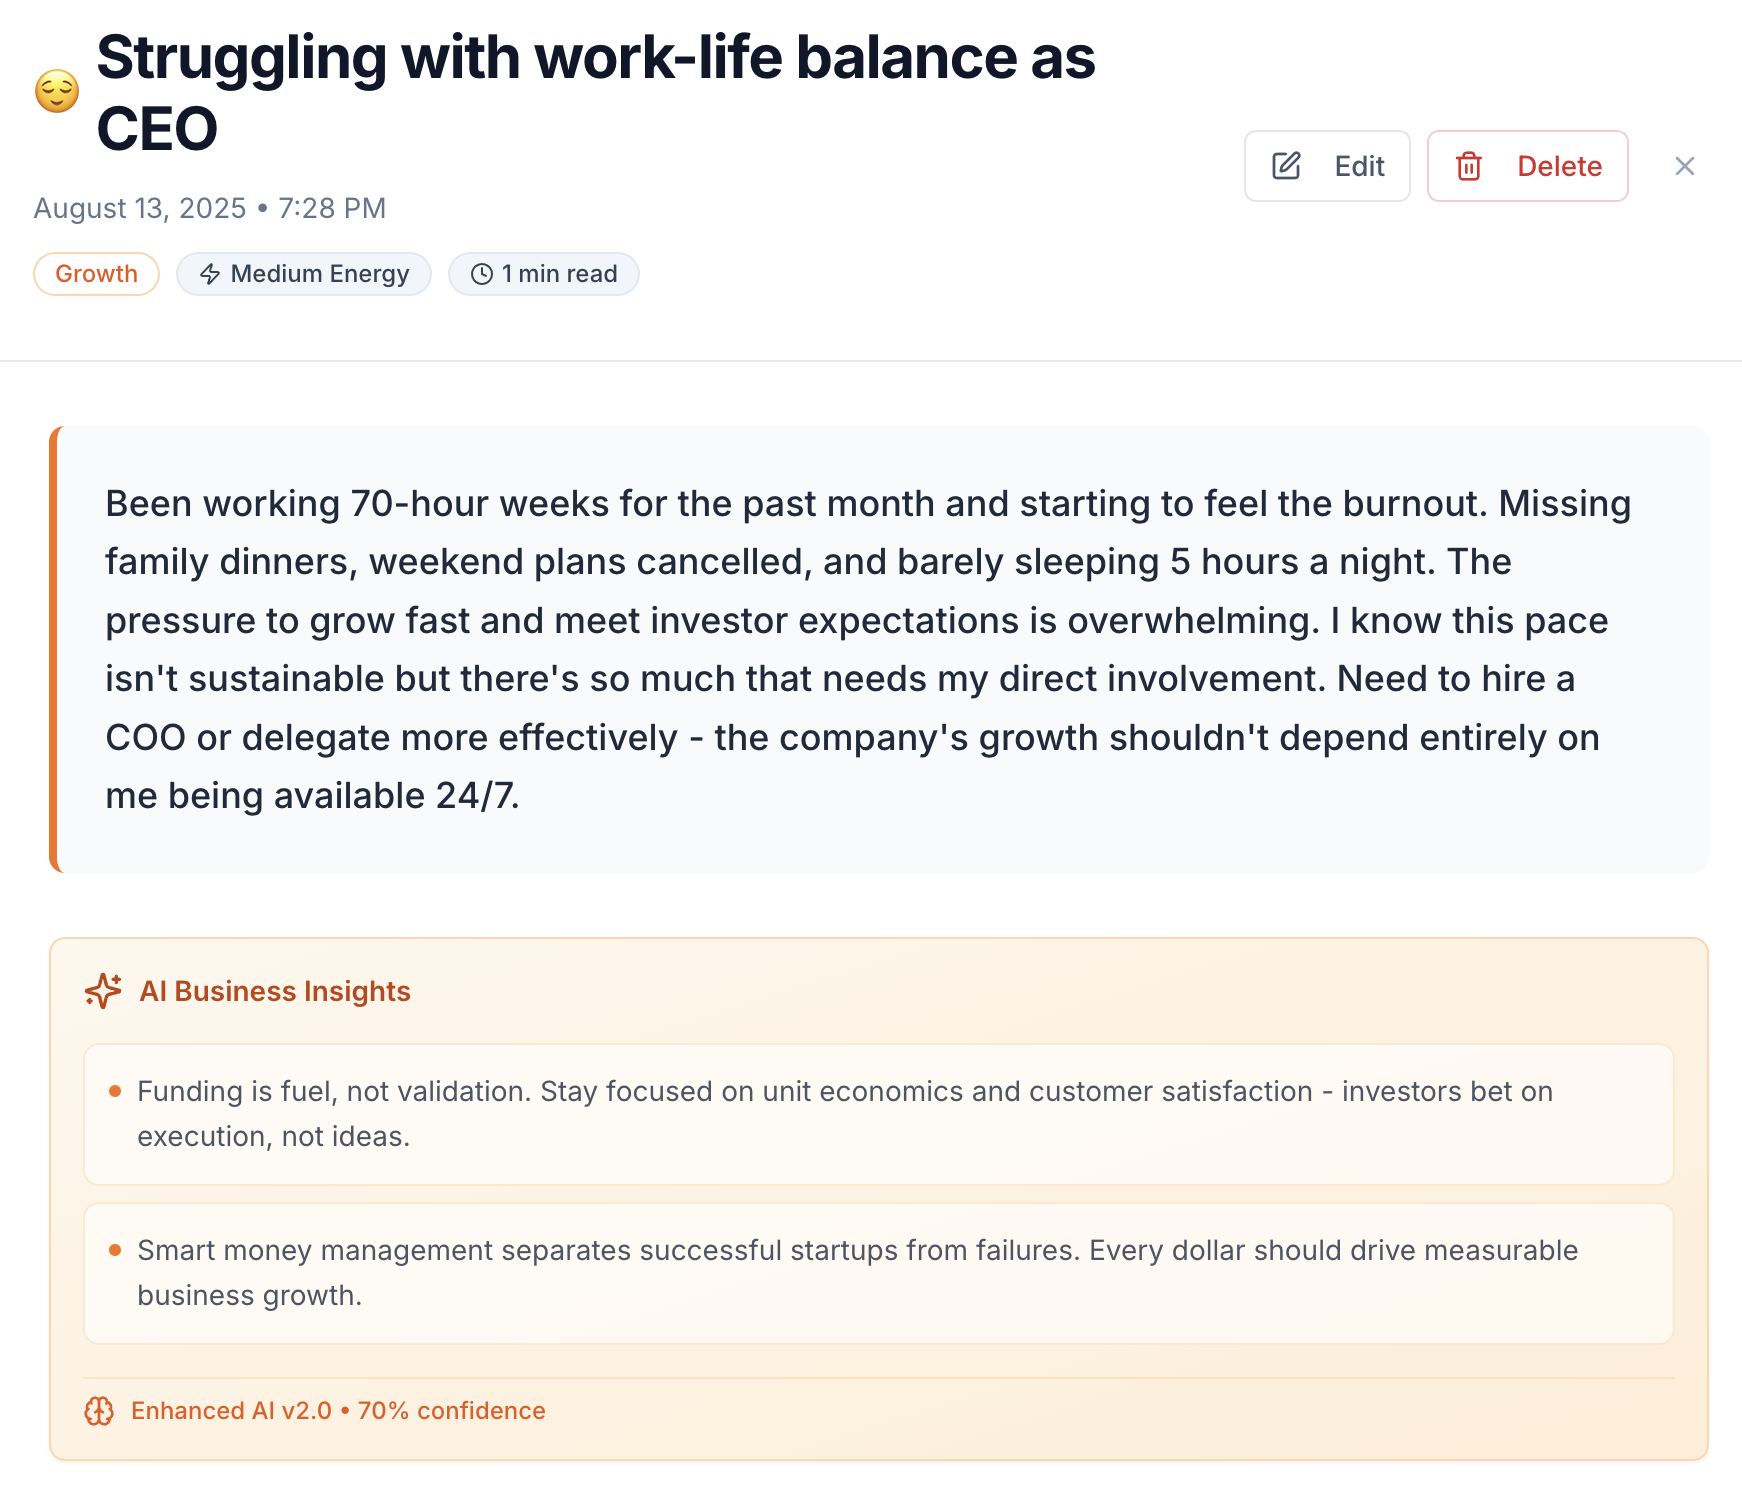 Struggling with work-life balance as
CEO
August 13, 2025 • 7:28 PM
Edit
Delete
Growth
Medium Energy
1 min read
Been working 70-hour weeks for the past month and starting to feel the burnout. Missing
family dinners, weekend plans cancelled, and barely sleeping 5 hours a night. The
pressure to grow fast and meet investor expectations is overwhelming. I know this pace
isn't sustainable but there's so much that needs my direct involvement. Need to hire a
COO or delegate more effectively - the company's growth shouldn't depend entirely on
me being available 24/7.
AI Business Insights
Funding is fuel, not validation. Stay focused on unit economics and customer satisfaction - investors bet on
execution, not ideas.
Smart money management separates successful startups from failures. Every dollar should drive measurable
business growth.
Enhanced AI v2.0 • 70% confidence